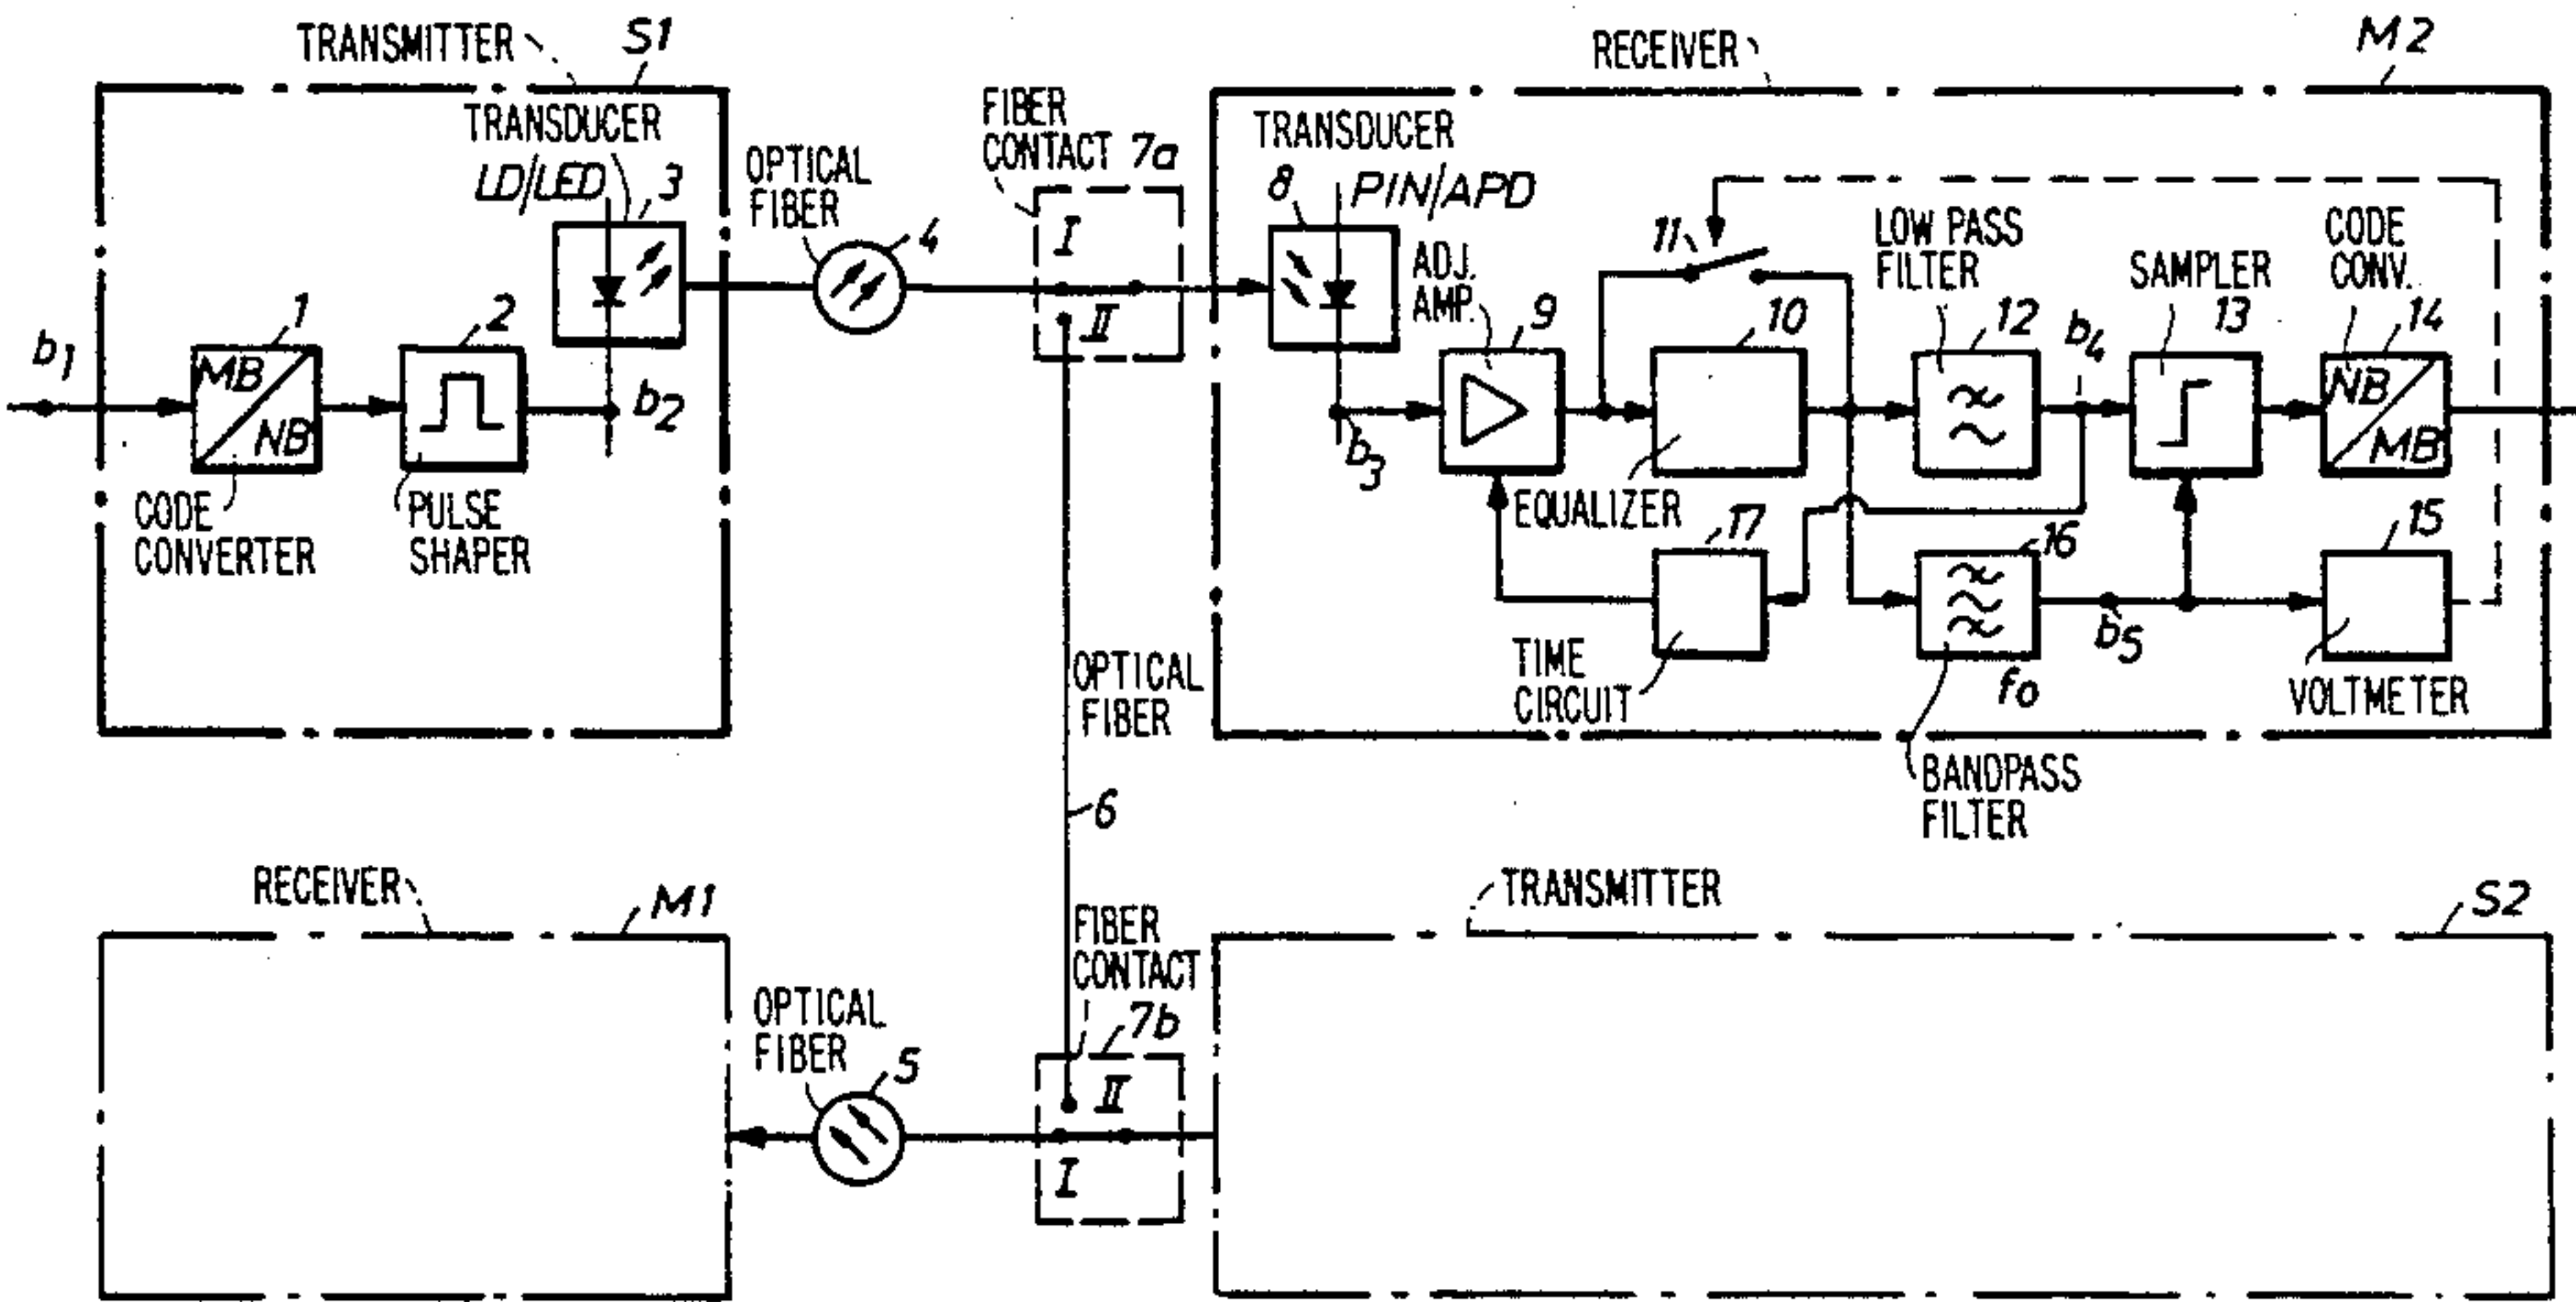 TRANSMITTER
S1
TRANSDUCER
LD/LED
3
OPTICAL
FIBER
4
FIBER
CONTACT 7a
I
II
b1
1
MB
NB
CODE
CONVERTER
2
PULSE
SHAPER
b2
RECEIVER
M2
TRANSDUCER
8
PIN/APD
ADJ.
AMP.
9
b3
11
10
EQUALIZER
LOW PASS
FILTER
12
b4
SAMPLER
13
CODE
CONV.
14
NB
MB
17
TIME
CIRCUIT
16
f0
BANDPASS
FILTER
b5
15
VOLTMETER
OPTICAL
FIBER
6
RECEIVER
M1
OPTICAL
FIBER
5
FIBER
CONTACT
7b
II
I
TRANSMITTER
S2